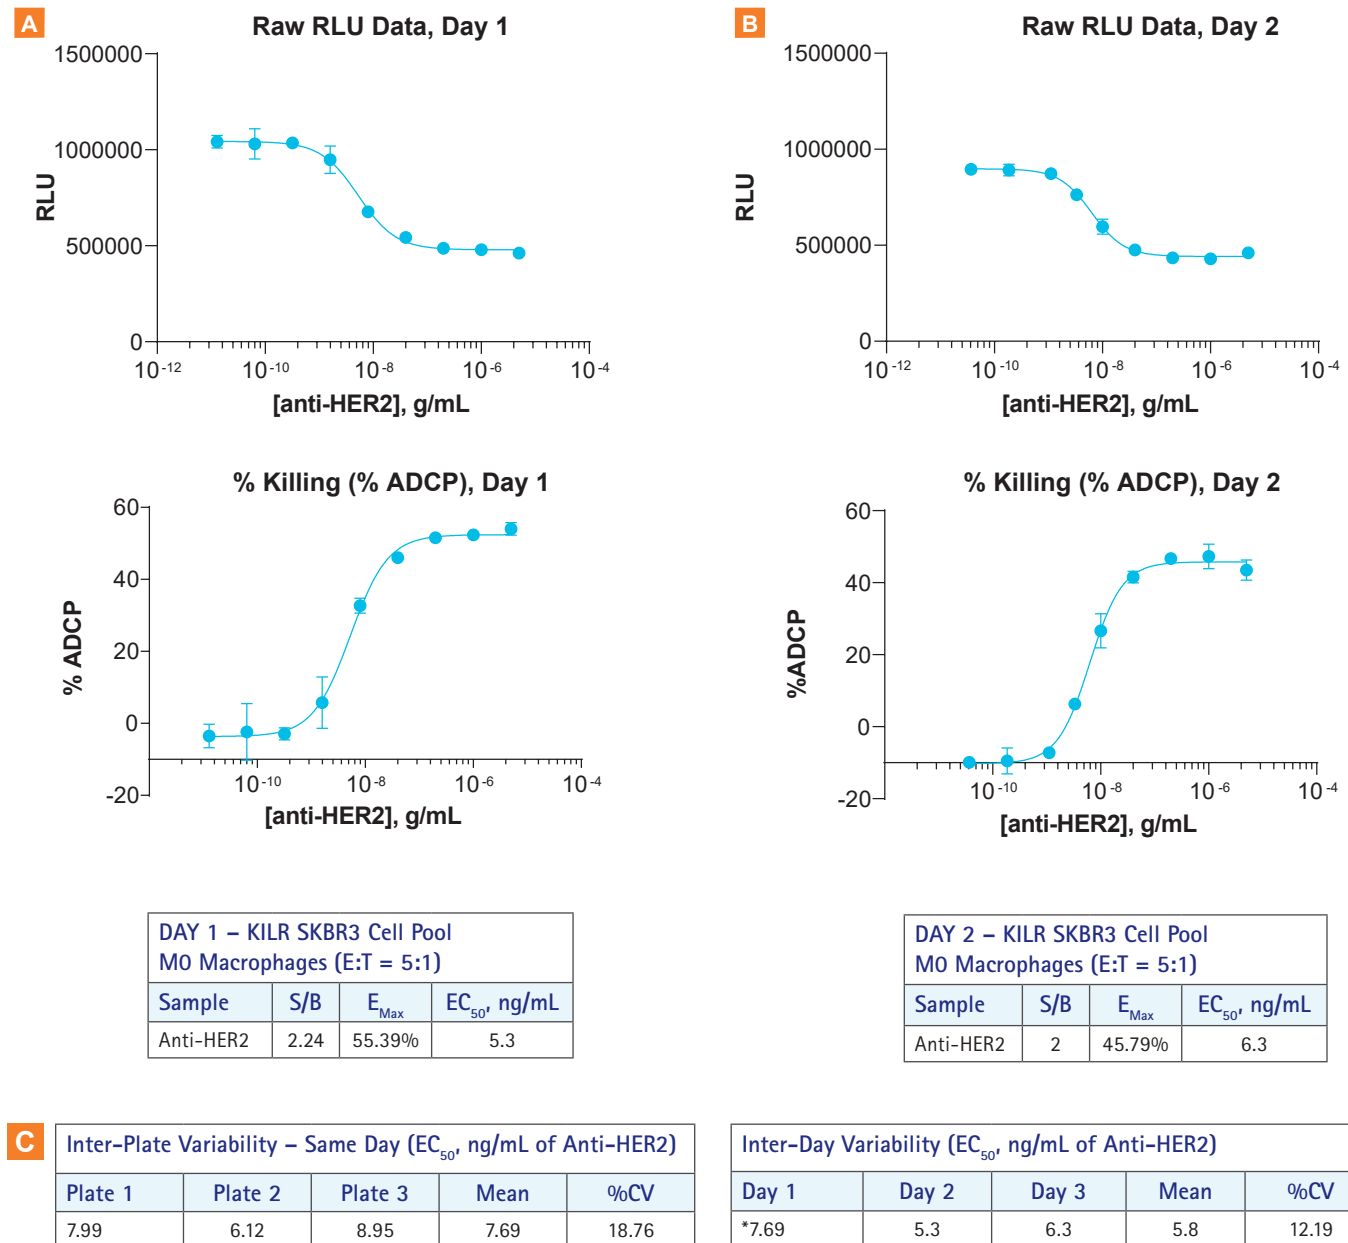 A
Raw RLU Data, Day 1
1500000
1000000
500000
0
RLU
10-12 10-10 10-8 10-6 10-4
[anti-HER2], g/mL
B
Raw RLU Data, Day 2
1500000
1000000
500000
0
RLU
10-12 10-10 10-8 10-6 10-4
[anti-HER2], g/mL
% Killing (% ADCP), Day 1
60
40
20
0
-20
% ADCP
10-10 10-8 10-6 10-4
[anti-HER2], g/mL
% Killing (% ADCP), Day 2
60
40
20
0
-20
%ADCP
10-10 10-8 10-6 10-4
[anti-HER2], g/mL
DAY 1 – KILR SKBR3 Cell Pool
M0 Macrophages (E:T = 5:1)
Sample S/B EMax EC50, ng/mL
Anti-HER2 2.24 55.39% 5.3
DAY 2 – KILR SKBR3 Cell Pool
M0 Macrophages (E:T = 5:1)
Sample S/B EMax EC50, ng/mL
Anti-HER2 2 45.79% 6.3
C
Inter-Plate Variability – Same Day (EC50, ng/mL of Anti-HER2)
Plate 1 Plate 2 Plate 3 Mean %CV
7.99 6.12 8.95 7.69 18.76
Inter-Day Variability (EC50, ng/mL of Anti-HER2)
Day 1 Day 2 Day 3 Mean %CV
*7.69 5.3 6.3 5.8 12.19